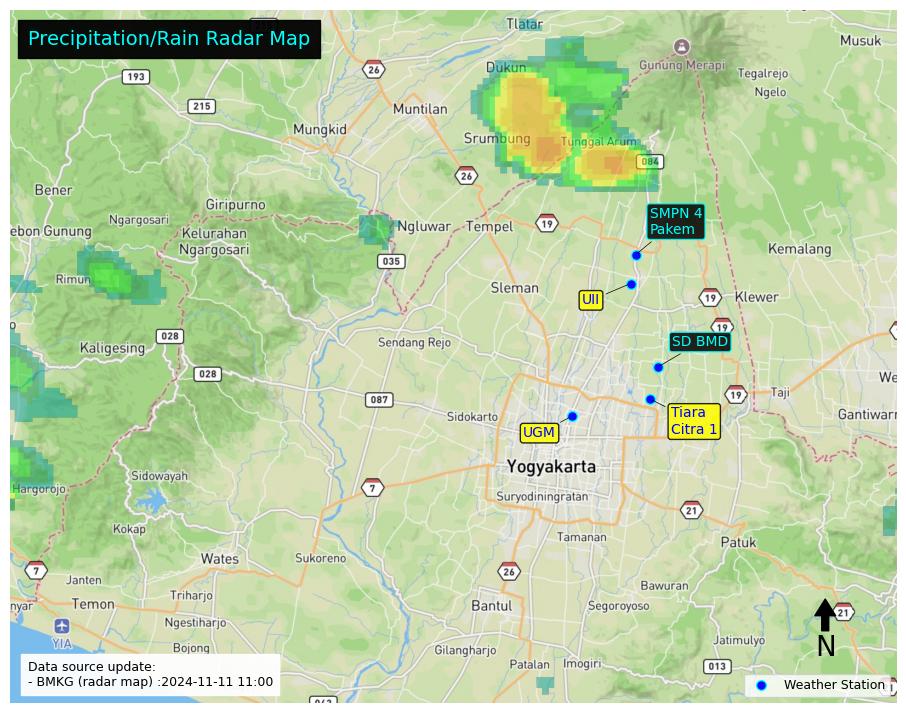 Precipitation/Rain Radar Map
Tlatar
Musuk
26
193
Dukun
Gunung Merapi
Tegalrejo
Ngelo
215
Muntilan
Mungkid
Srumbung
Tunggal Arum
084
26
Bener
Giripurno
SMPN 4
Pakem
Ngargosari
ebon Gunung
Kelurahan
Ngargosari
Ngluwar
Tempel
19
Kemalang
035
Rimun
Sleman
UII
19
Klewer
19
028
Sendang Rejo
SD BMD
Kaligesing
028
087
19
Taji
We
Sidokarto
Tiara
Citra 1
Gantiwarn
UGM
Yogyakarta
Sidowayah
7
Hargorojo
Suryodiningratan
21
Kokap
Tamanan
Patuk
Wates
Sukoreno
7
26
Janten
Bawuran
Triharjo
nyar
Temon
Bantul
Segoroyoso
21
Ngestiharjo
YIA
Jatimulyo
N
Bojong
Gilangharjo
Patalan
Imogiri
013
Data source update:
- BMKG (radar map) :2024-11-11 11:00
Weather Station